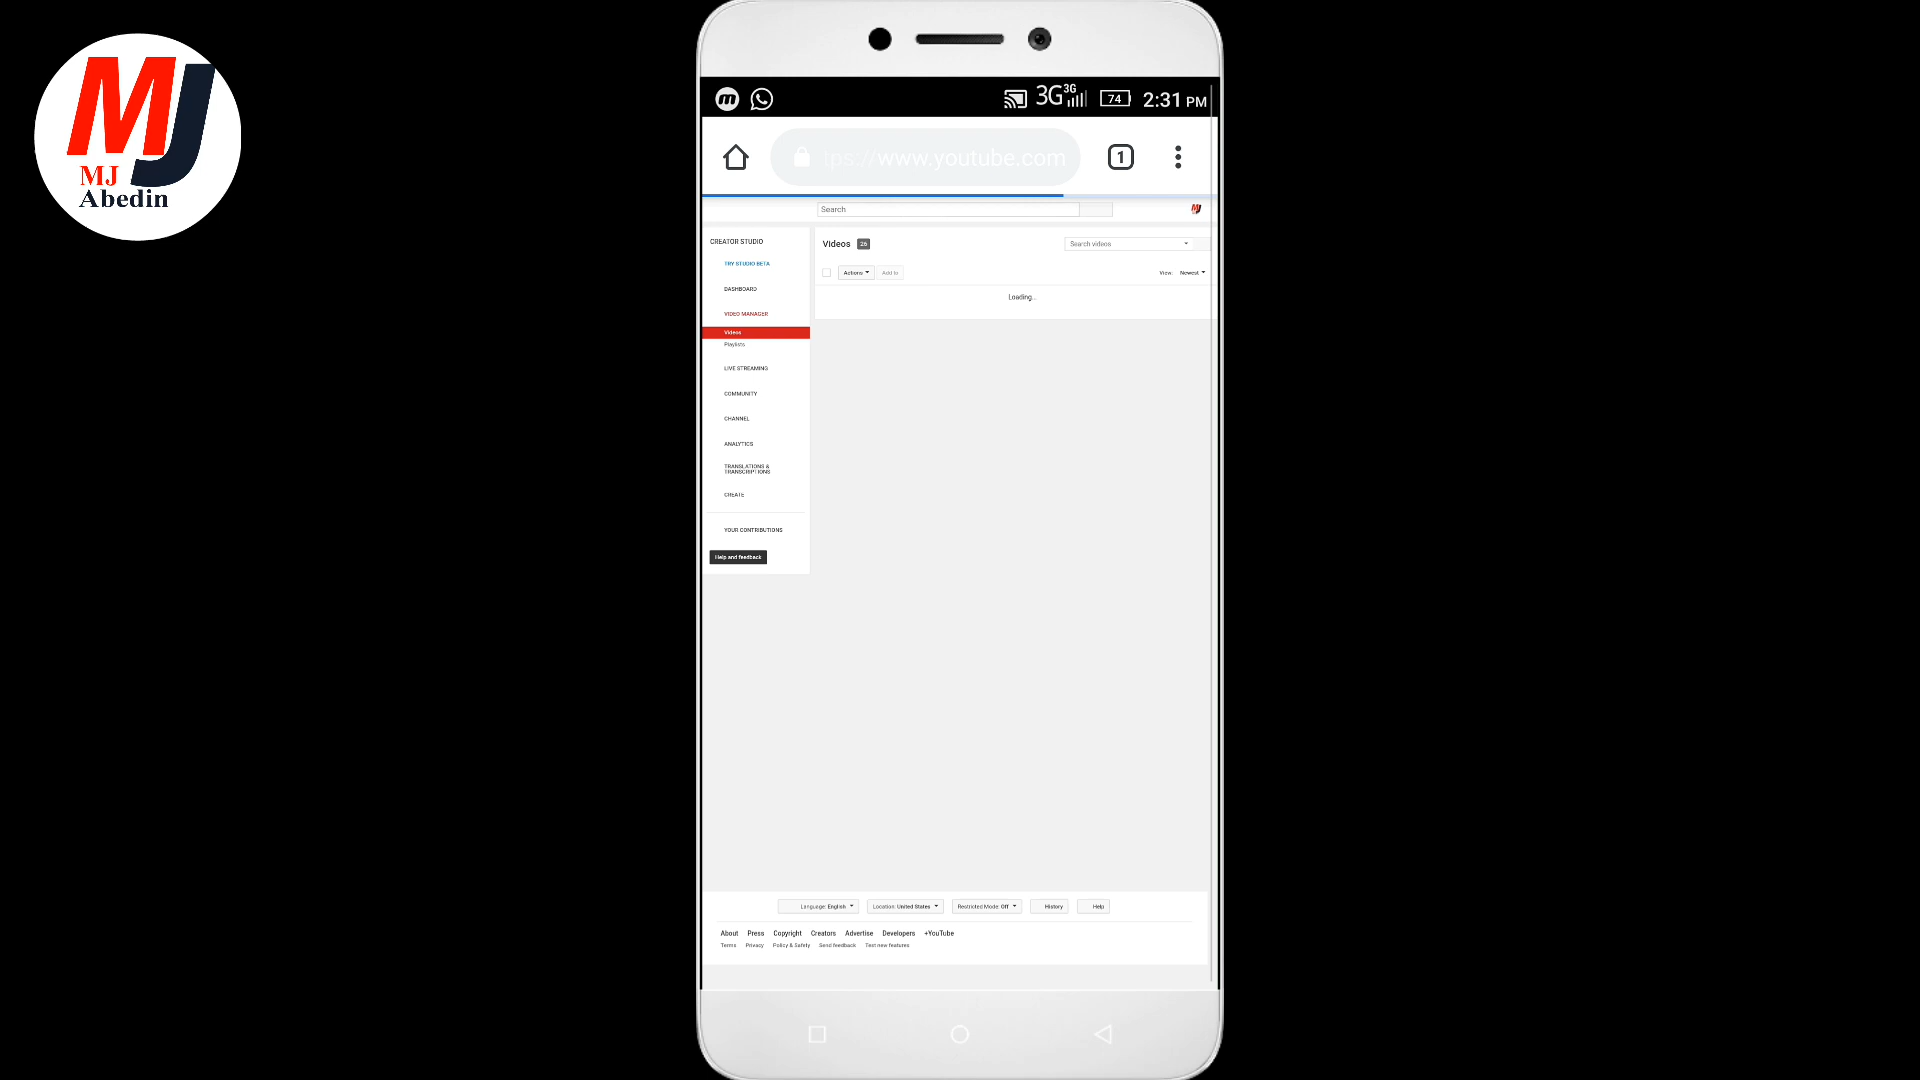 MJ
MJ
Abedin
3G 3G 74 2:31 PM
tps://www.youtube.com 1
Search
CREATOR STUDIO
TRY STUDIO BETA
DASHBOARD
VIDEO MANAGER
Videos
Playlists
LIVE STREAMING
COMMUNITY
CHANNEL
ANALYTICS
TRANSLATIONS &
TRANSCRIPTIONS
CREATE
YOUR CONTRIBUTIONS
Help and feedback
Videos 26
Search videos
Actions Add to View: Newest
Loading...
Language: English Location: United States Restricted Mode: Off History Help
About Press Copyright Creators Advertise Developers +YouTube
Terms Privacy Policy & Safety Send feedback Test new features